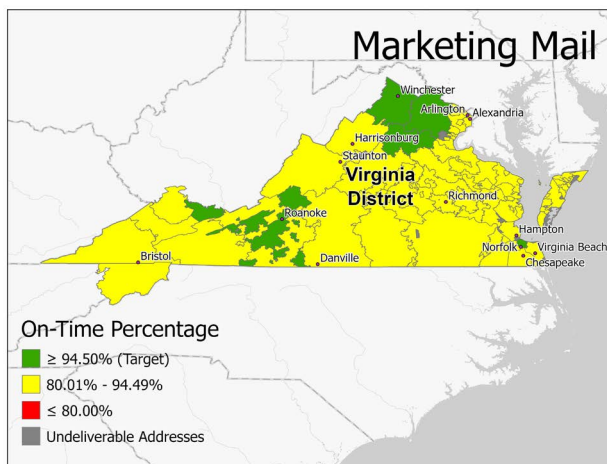 Marketing Mail
Winchester
Arlington
Alexandria
Harrisonburg
Staunton
Virginia
District
Richmond
Roanoke
Hampton
Norfolk
Virginia Beach
Chesapeake
Bristol
Danville
On-Time Percentage
≥ 94.50% (Target)
80.01% - 94.49%
≤ 80.00%
Undeliverable Addresses